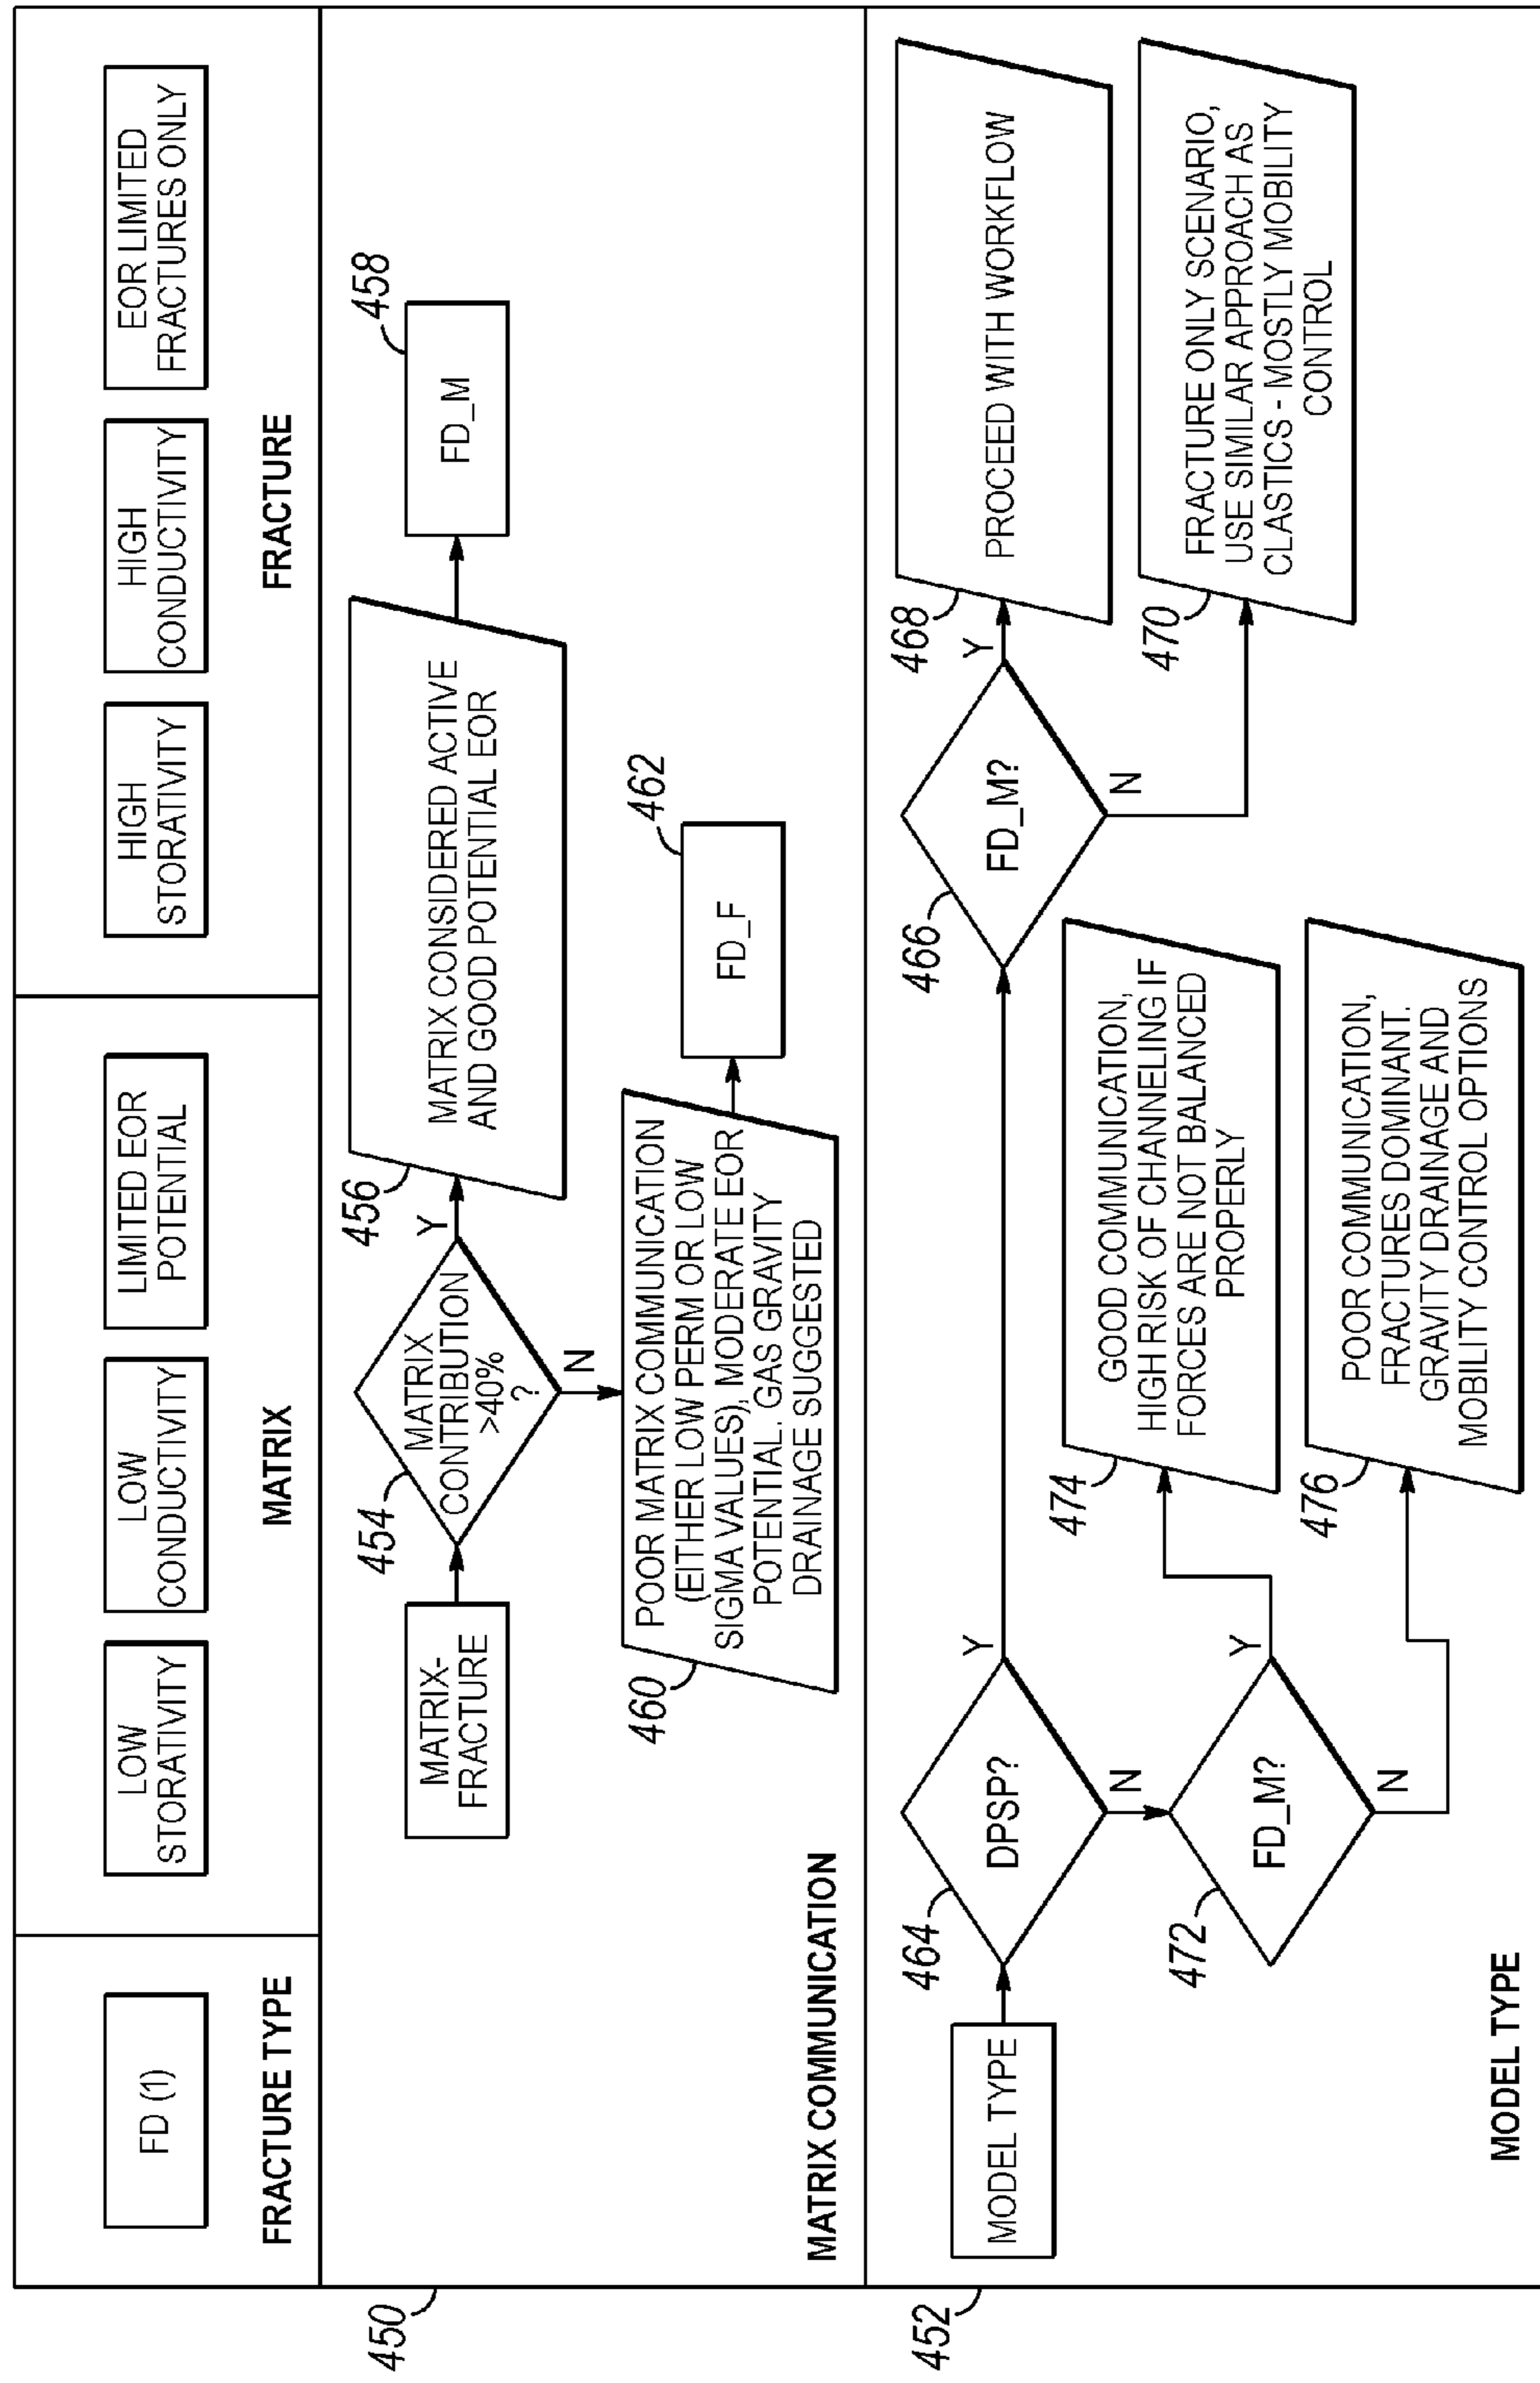 FD (1)
FRACTURE TYPE
LOW
STORATIVITY
LOW
CONDUCTIVITY
LIMITED EOR
POTENTIAL
MATRIX
HIGH
STORATIVITY
HIGH
CONDUCTIVITY
EOR LIMITED
FRACTURES ONLY
FRACTURE
450
MATRIX-
FRACTURE
454
MATRIX
CONTRIBUTION
>40%
?
Y
N
456
MATRIX CONSIDERED ACTIVE
AND GOOD POTENTIAL EOR
458
FD_M
460
POOR MATRIX COMMUNICATION
(EITHER LOW PERM OR LOW
SIGMA VALUES), MODERATE EOR
POTENTIAL. GAS GRAVITY
DRAINAGE SUGGESTED
462
FD_F
MATRIX COMMUNICATION
452
MODEL TYPE
464
DPSP?
Y
N
466
FD_M?
Y
N
468
PROCEED WITH WORKFLOW
470
FRACTURE ONLY SCENARIO,
USE SIMILAR APPROACH AS
CLASTICS - MOSTLY MOBILITY
CONTROL
472
FD_M?
Y
N
474
GOOD COMMUNICATION,
HIGH RISK OF CHANNELING IF
FORCES ARE NOT BALANCED
PROPERLY
476
POOR COMMUNICATION,
FRACTURES DOMINANT.
GRAVITY DRAINAGE AND
MOBILITY CONTROL OPTIONS
MODEL TYPE